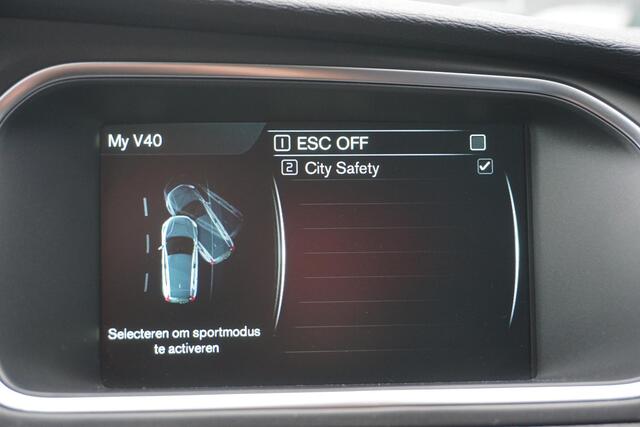 My V40
1 ESC OFF
2 City Safety
Selecteren om sportmodus
te activeren